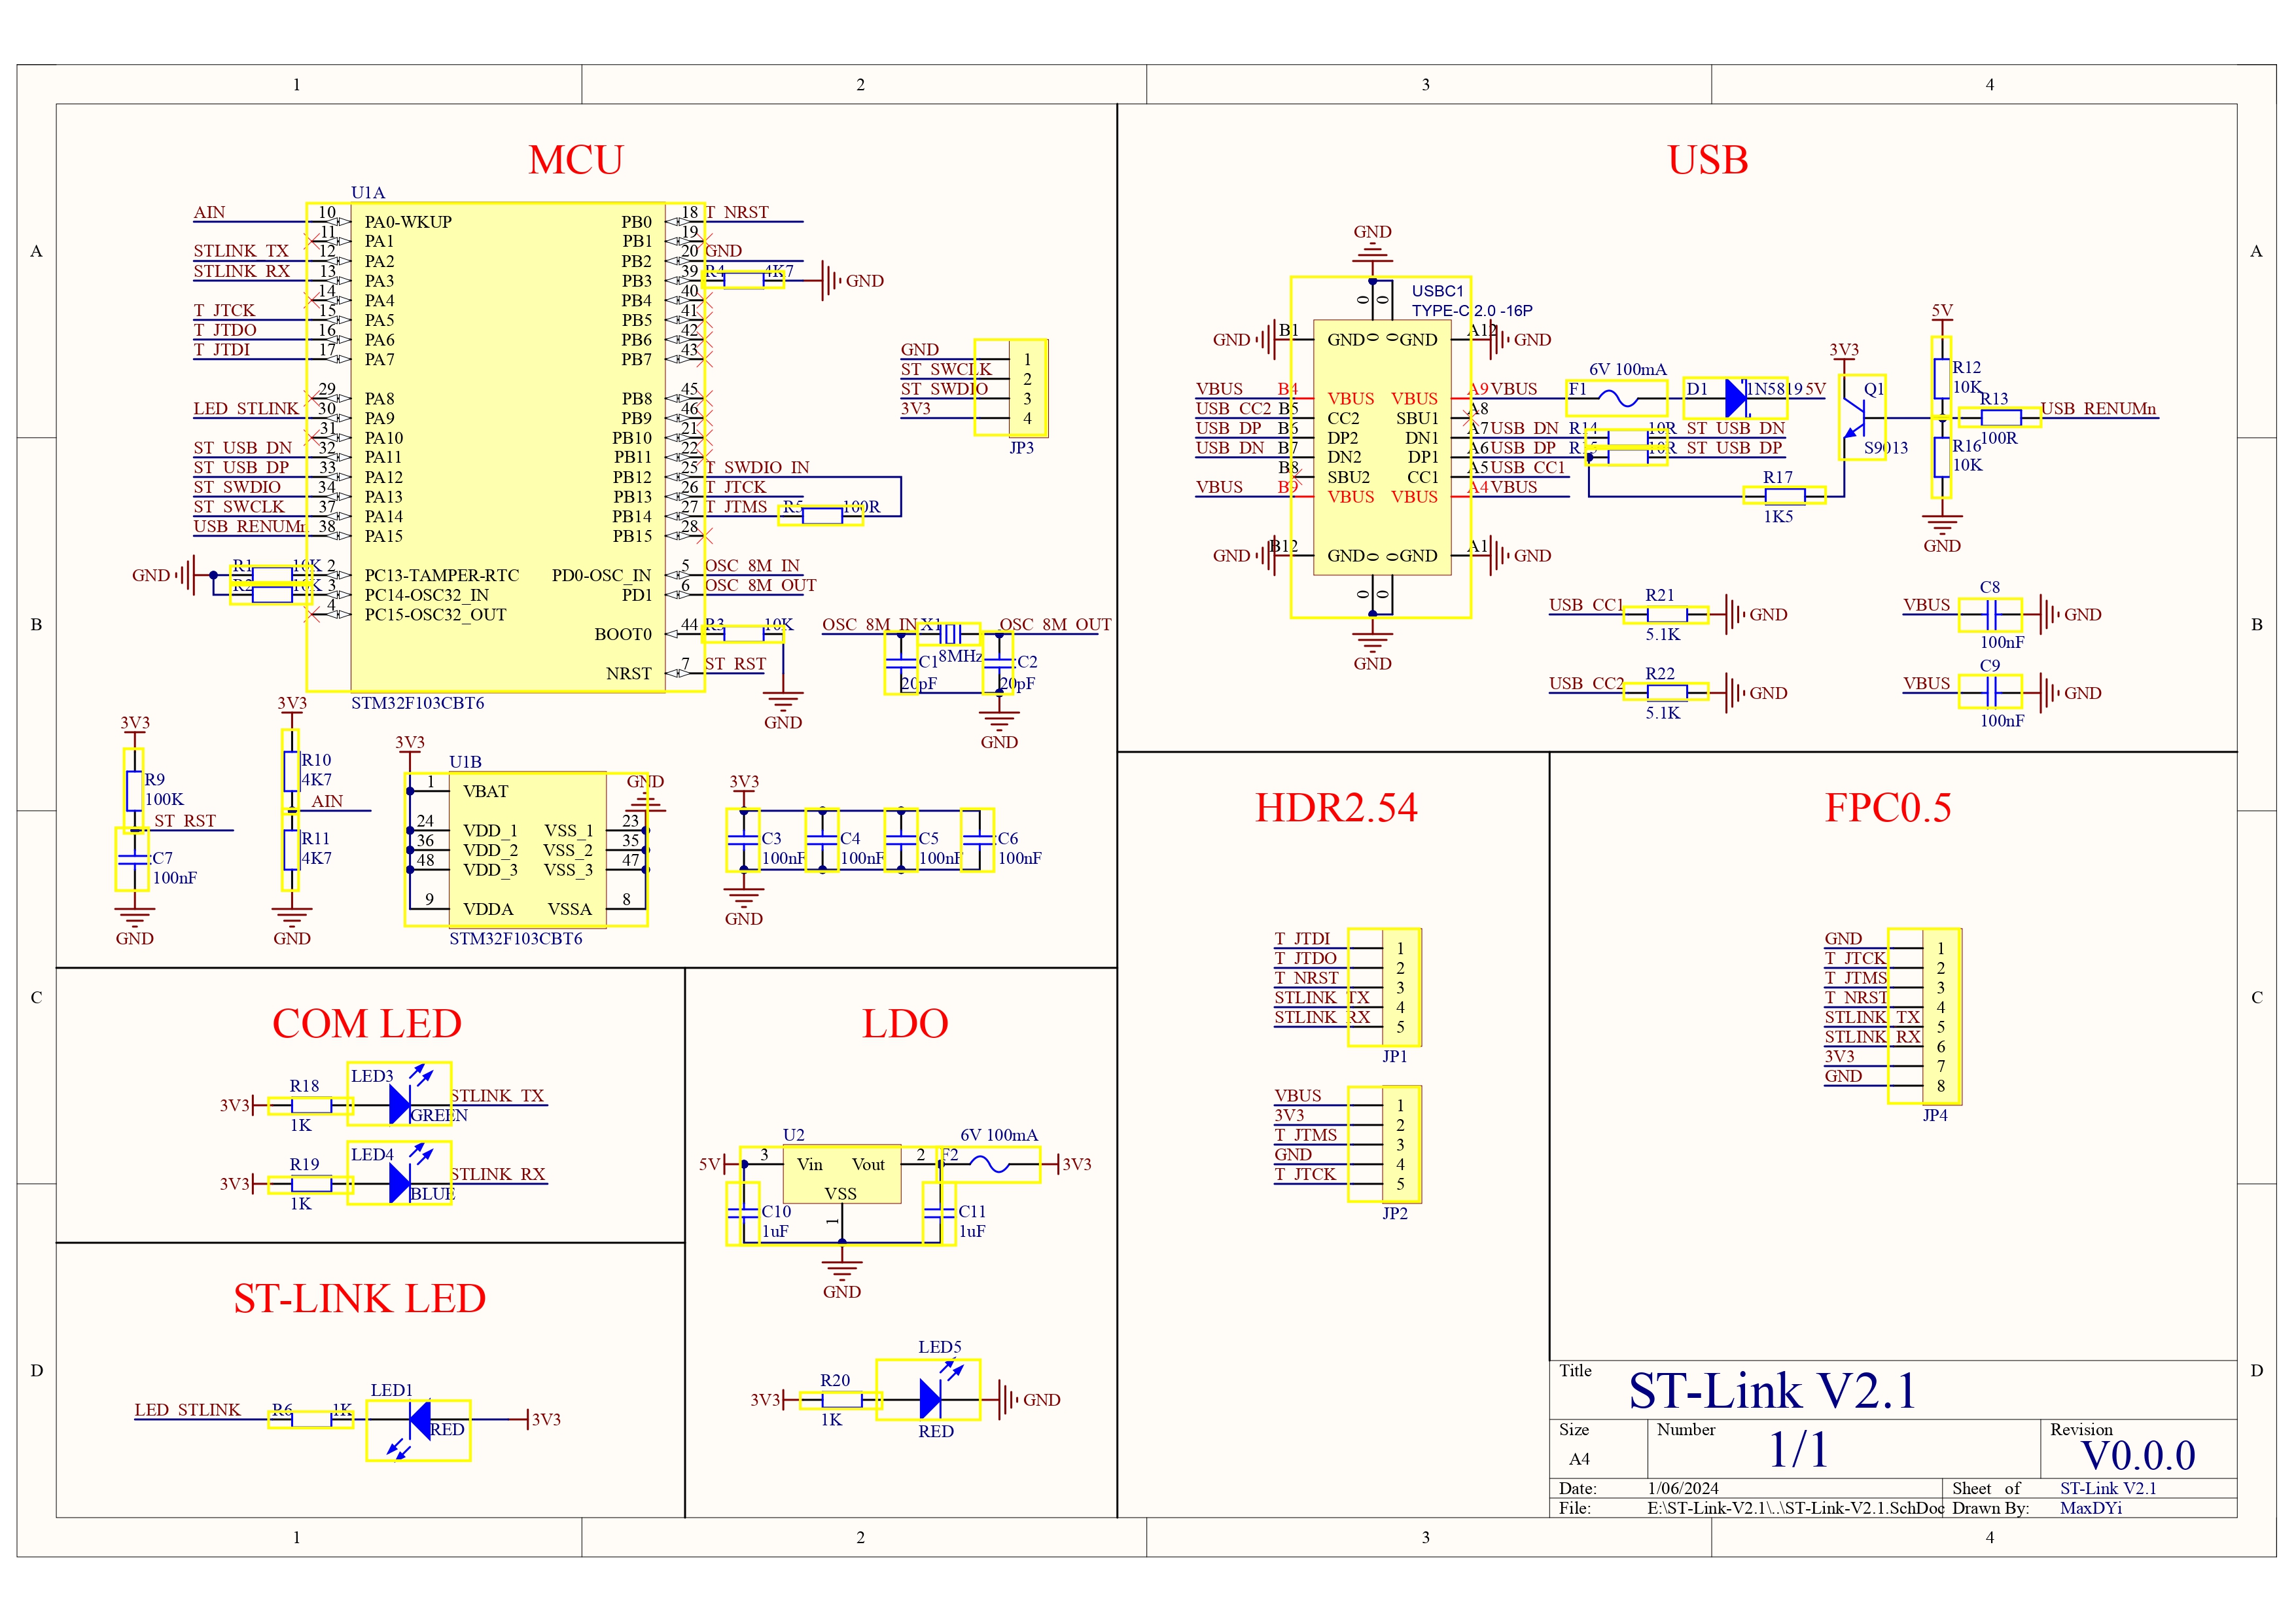 1 2 3 4
A
A
B
B
C
C
D
D
MCU
U1A
AIN 10 PA0-WKUP PB0 18 T_NRST
11 PA1 PB1 19
STLINK_TX 12 PA2 PB2 20 GND
STLINK_RX 13 PA3 PB3 39 R4 4K7 GND
14 PA4 PB4 40
T_JTCK 15 PA5 PB5 41
T_JTDO 16 PA6 PB6 42
T_JTDI 17 PA7 PB7 43
29 PA8 PB8 45
LED_STLINK 30 PA9 PB9 46
31 PA10 PB10 21
ST_USB_DN 32 PA11 PB11 22
ST_USB_DP 33 PA12 PB12 25 T_SWDIO_IN
ST_SWDIO 34 PA13 PB13 26 T_JTCK
ST_SWCLK 37 PA14 PB14 27 T_JTMS R5 100R
USB_RENUMn 38 PA15 PB15 28
GND R1 10K 2 PC13-TAMPER-RTC PD0-OSC_IN 5 OSC_8M_IN
R2 3 PC14-OSC32_IN PD1 6 OSC_8M_OUT
4 PC15-OSC32_OUT
BOOT0 44 R3 10K
NRST 7 ST_RST
GND
STM32F103CBT6
GND 1
ST_SWCLK 2
ST_SWDIO 3
3V3 4
JP3
OSC_8M_IN X1 OSC_8M_OUT
8MHz
C1 C2
20pF 20pF
GND
3V3
R9
100K
ST_RST
C7
100nF
GND
3V3
R10
4K7
AIN
R11
4K7
GND
3V3
U1B
GND
1 VBAT
24 VDD_1 VSS_1 23
36 VDD_2 VSS_2 35
48 VDD_3 VSS_3 47
9 VDDA VSSA 8
STM32F103CBT6
3V3
C3 C4 C5 C6
100nF 100nF 100nF 100nF
GND
USB
GND
USBC1
TYPE-C 2.0 -16P
0 0
GND B1 GND 0 0 GND A12 GND
VBUS B4 VBUS VBUS A9 VBUS
USB_CC2 B5 CC2 SBU1 A8
USB_DP B6 DP2 DN1 A7 USB_DN
USB_DN B7 DN2 DP1 A6 USB_DP
B8 SBU2 CC1 A5 USB_CC1
VBUS B9 VBUS VBUS A4 VBUS
GND B12 GND 0 0 GND A1 GND
0 0
GND
6V 100mA
F1 D1 1N5819 5V
R14 10R ST_USB_DN
10R ST_USB_DP
R17
1K5
3V3
Q1
S9013
5V
R12
10K
R13 USB_RENUMn
100R
R16
10K
GND
USB_CC1 R21 GND
5.1K
USB_CC2 R22 GND
5.1K
VBUS C8 GND
100nF
VBUS C9 GND
100nF
COM LED
3V3 R18 LED3 STLINK_TX
1K GREEN
3V3 R19 LED4 STLINK_RX
1K BLUE
ST-LINK LED
LED_STLINK R6 1K LED1 RED 3V3
LDO
U2 6V 100mA
5V 3 Vin Vout 2 F2 3V3
VSS
1
C10 C11
1uF 1uF
GND
LED5
3V3 R20 GND
1K RED
HDR2.54
T_JTDI 1
T_JTDO 2
T_NRST 3
STLINK_TX 4
STLINK_RX 5
JP1
VBUS 1
3V3 2
T_JTMS 3
GND 4
T_JTCK 5
JP2
FPC0.5
GND 1
T_JTCK 2
T_JTMS 3
T_NRST 4
STLINK_TX 5
STLINK_RX 6
3V3 7
GND 8
JP4
Title ST-Link V2.1
Size Number Revision
A4 1/1 V0.0.0
Date: 1/06/2024 Sheet of ST-Link V2.1
File: E:\ST-Link-V2.1\..\ST-Link-V2.1.SchDoc Drawn By: MaxDYi
1 2 3 4